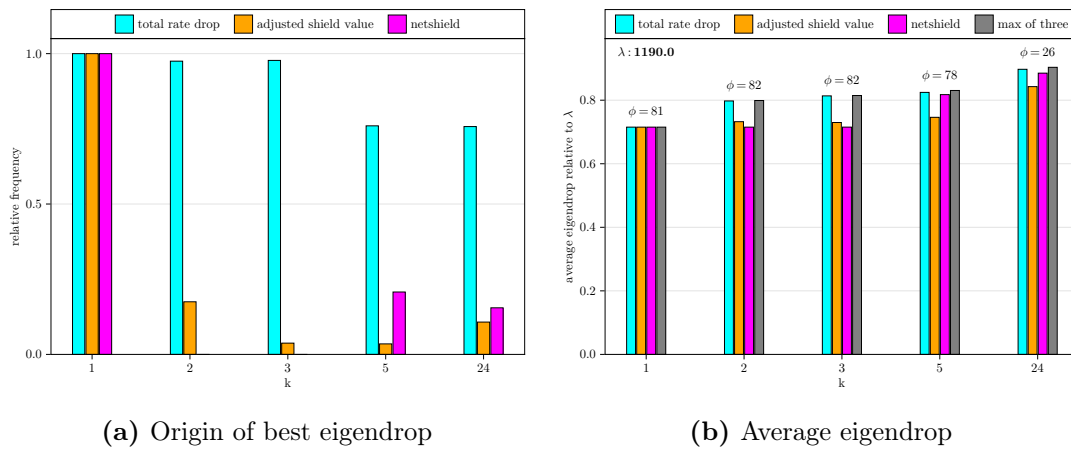 total rate drop adjusted shield value netshield
1.0
0.5
0.0
relative frequency
1 2 3 5 24
k
(a) Origin of best eigendrop
total rate drop adjusted shield value netshield max of three
λ : 1190.0
ϕ = 81 ϕ = 82 ϕ = 82 ϕ = 78 ϕ = 26
0.8
0.6
0.4
0.2
0.0
average eigendrop relative to λ
1 2 3 5 24
k
(b) Average eigendrop